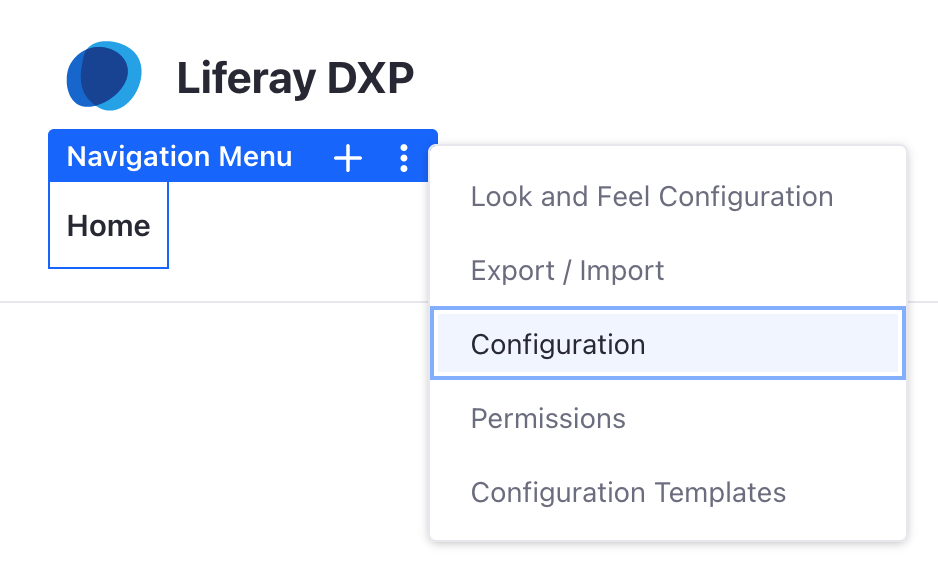 Liferay DXP
Navigation Menu
Home
Look and Feel Configuration
Export / Import
Configuration
Permissions
Configuration Templates